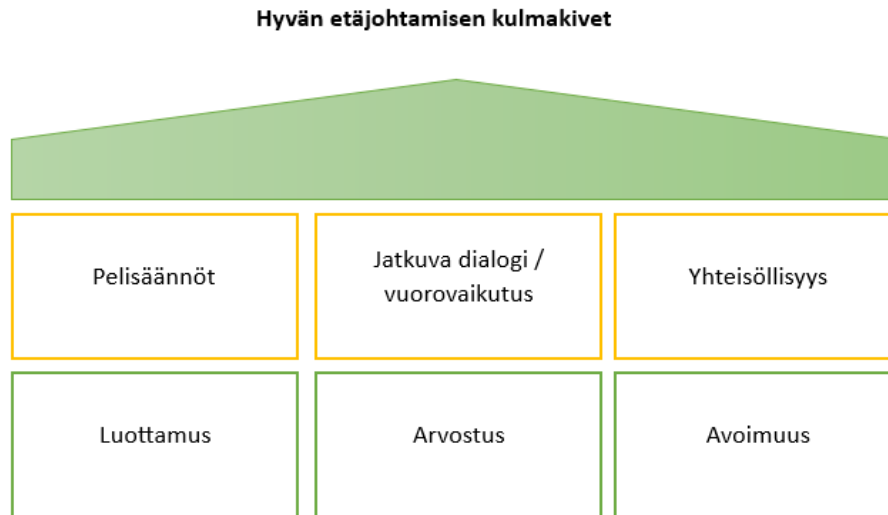 Hyvän etäjohtamisen kulmakivet
Pelisäännöt
Jatkuva dialogi /
vuorovaikutus
Yhteisöllisyys
Luottamus
Arvostus
Avoimuus